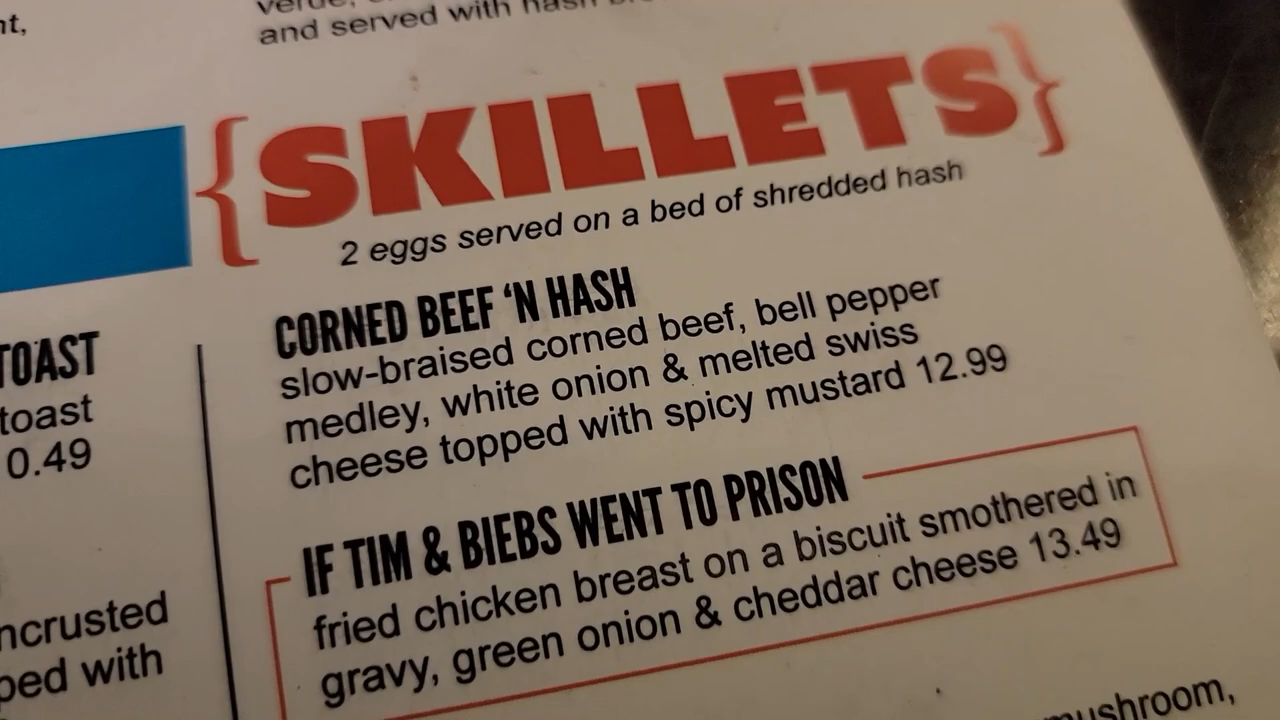 nt,
verde,
and served with hash
{SKILLETS}
2 eggs served on a bed of shredded hash
TOAST
toast
0.49
ncrusted
ped with
CORNED BEEF ‘N HASH
slow-braised corned beef, bell pepper
medley, white onion & melted swiss
cheese topped with spicy mustard 12.99
IF TIM & BIEBS WENT TO PRISON
fried chicken breast on a biscuit smothered in
gravy, green onion & cheddar cheese 13.49
mushroom,